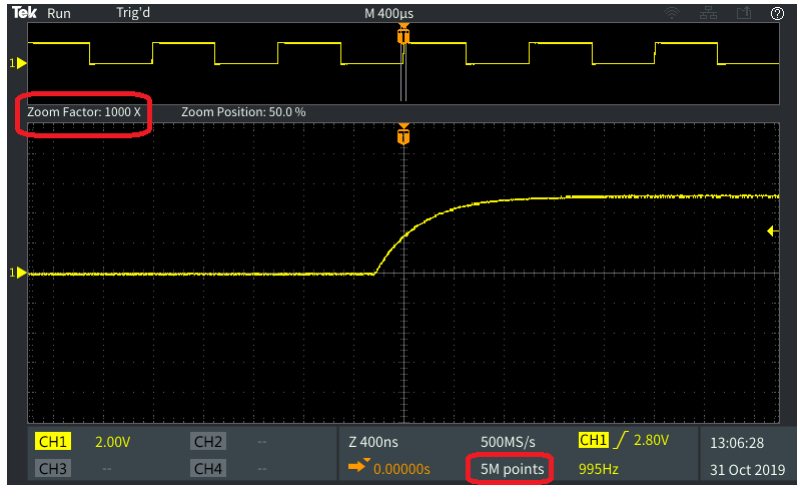 Tek Run Trig'd M 400µs ?
T
1
Zoom Factor: 1000 X Zoom Position: 50.0 %
T
1
CH1 2.00V CH2 -- Z 400ns 500MS/s CH1 2.80V 13:06:28
CH3 -- CH4 -- 0.00000s 5M points 995Hz 31 Oct 2019